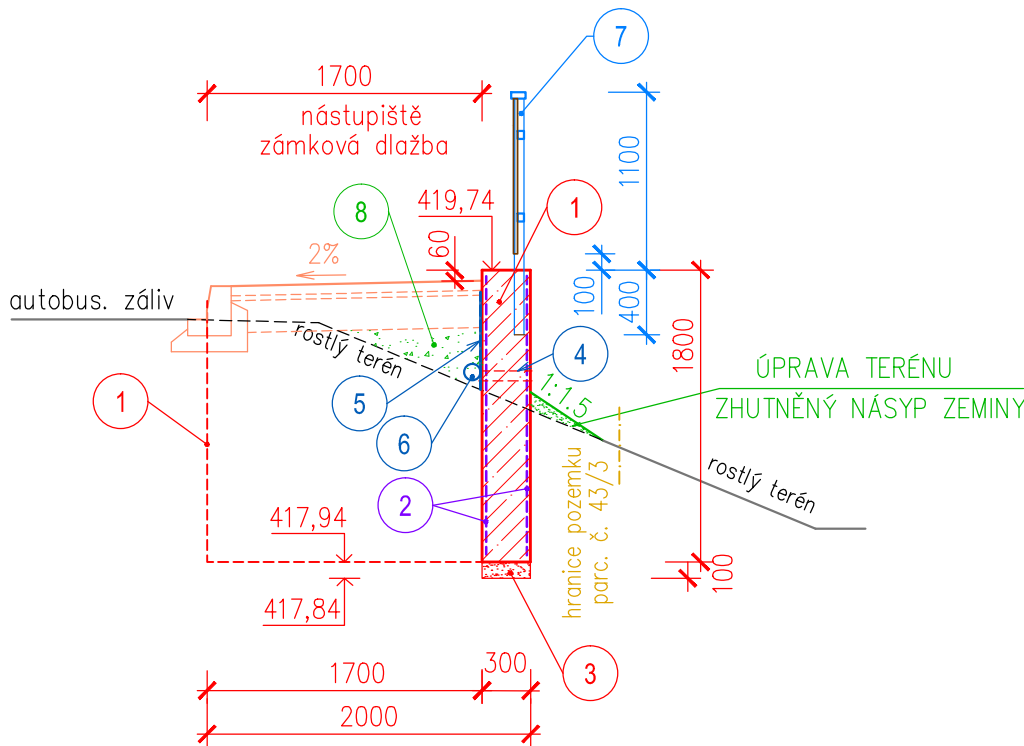 7
1700
nástupiště
zámková dlažba
1100
8
419,74
1
60
2%
100
400
autobus. záliv
rostlý terén
1800
4
ÚPRAVA TERÉNU
1:1.5
ZHUTNĚNÝ NÁSYP ZEMINY
1
5
6
rostlý terén
2
hranice pozemku
parc. č. 43/3
417,94
100
417,84
3
1700
300
2000